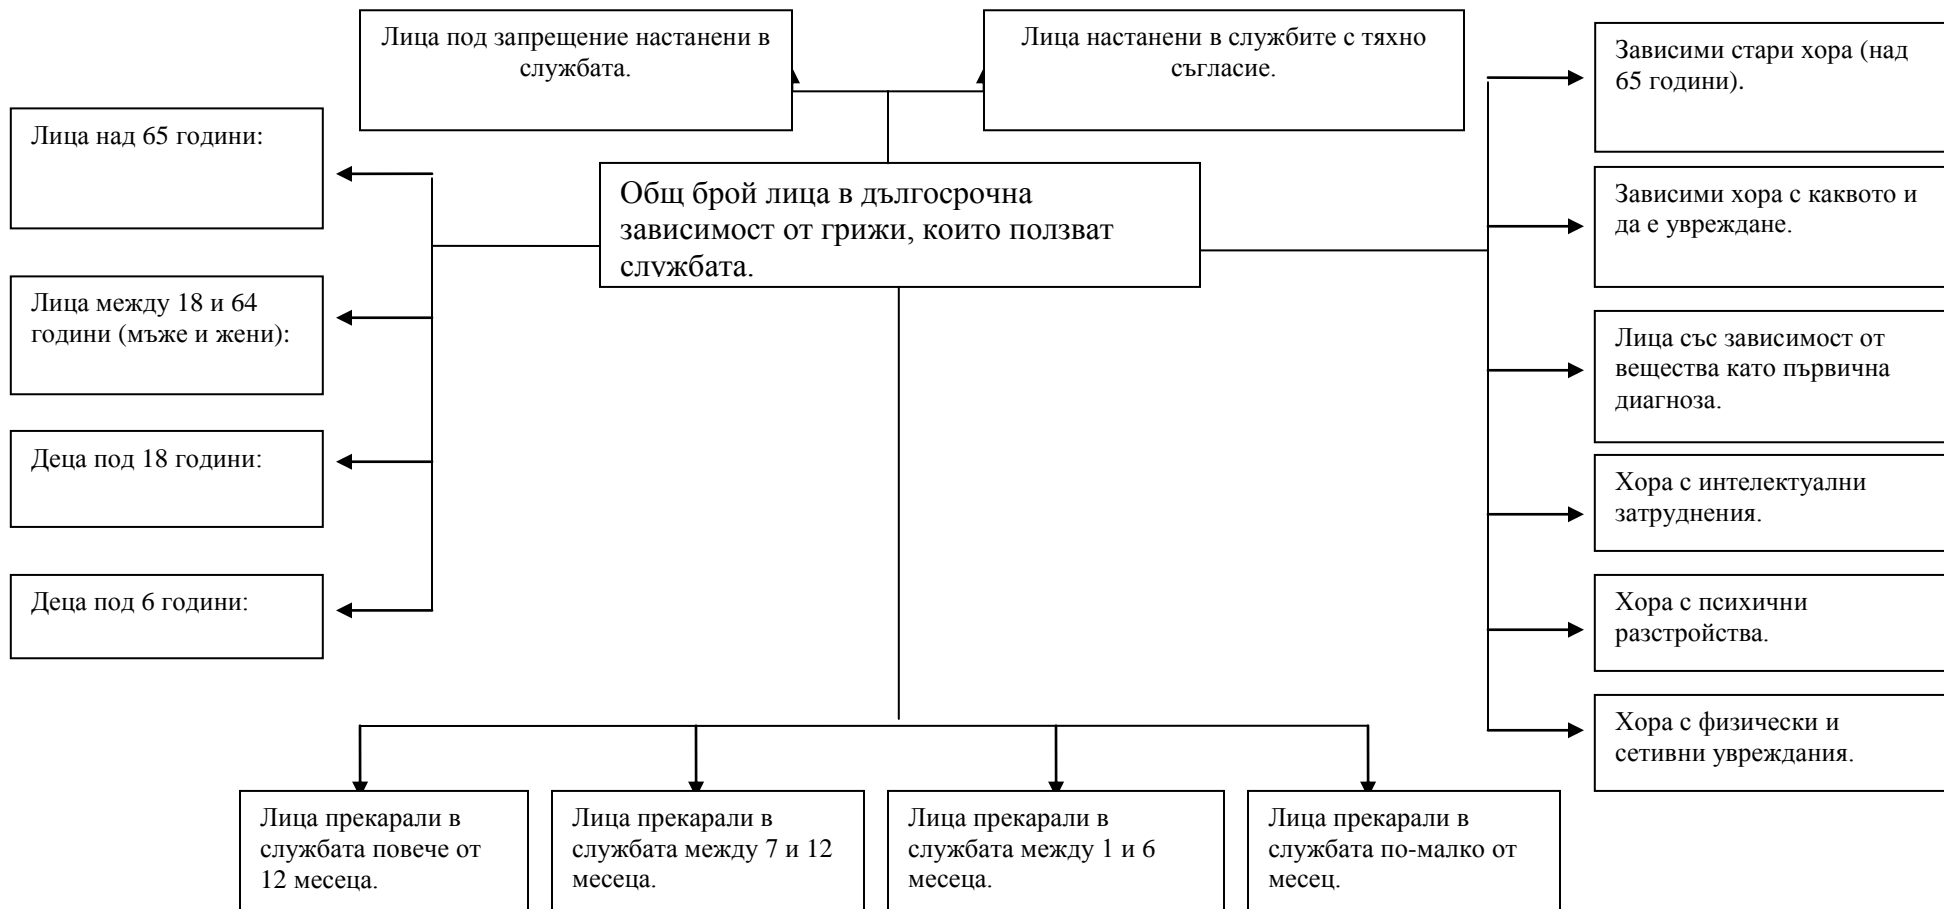 Лица под запрещение настанени в
службата.
Лица настанени в службите с тяхно
съгласие.
Зависими стари хора (над
65 години).
Лица над 65 години:
Общ брой лица в дългосрочна
зависимост от грижи, които ползват
службата.
Зависими хора с каквото и
да е увреждане.
Лица между 18 и 64
години (мъже и жени):
Лица със зависимост от
вещества като първична
диагноза.
Деца под 18 години:
Хора с интелектуални
затруднения.
Деца под 6 години:
Хора с психични
разстройства.
Хора с физически и
сетивни увреждания.
Лица прекарали в
службата повече от
12 месеца.
Лица прекарали в
службата между 7 и 12
месеца.
Лица прекарали в
службата между 1 и 6
месеца.
Лица прекарали в
службата по-малко от
месец.